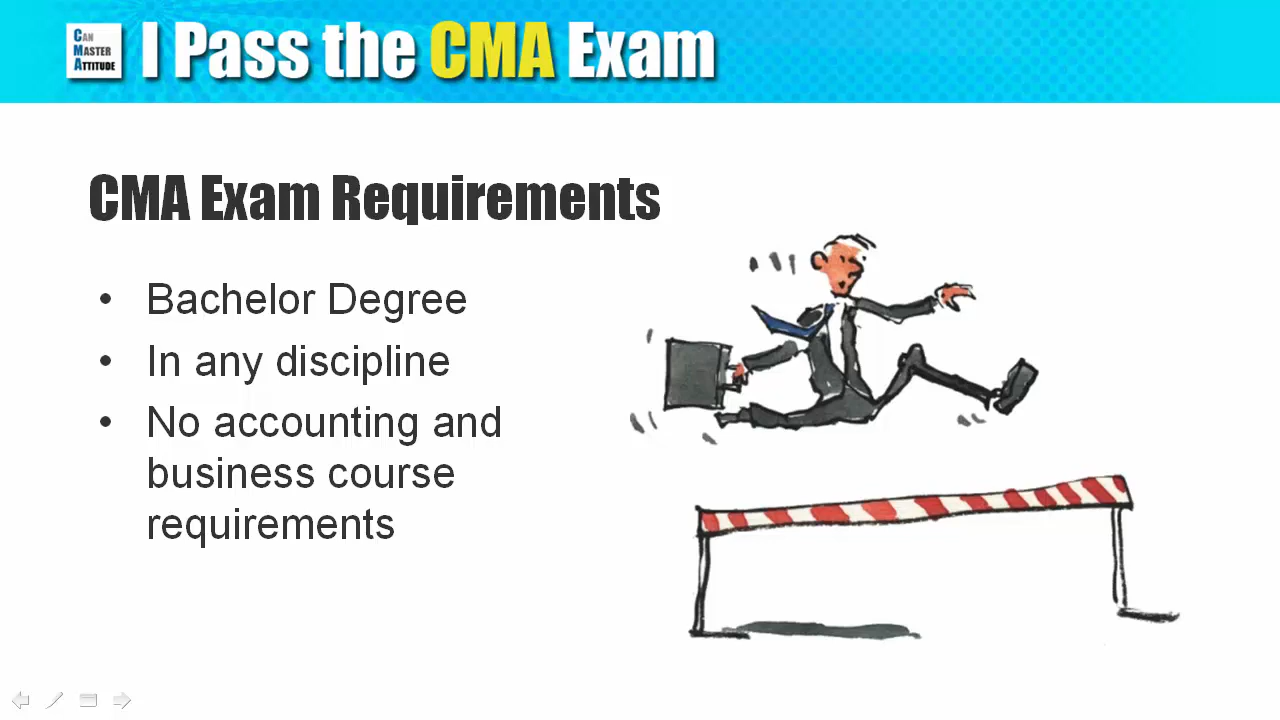 CAN
MASTER
ATTITUDE
I Pass the CMA Exam
CMA Exam Requirements
• Bachelor Degree
• In any discipline
• No accounting and
business course
requirements